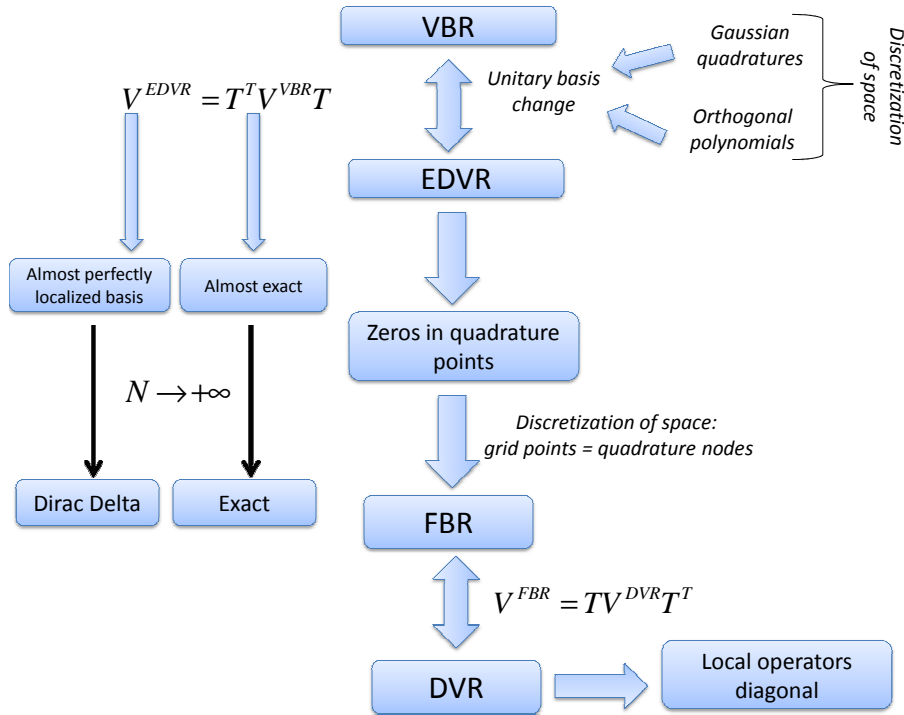 VBR
Gaussian
quadratures
Discretization
of space
Unitary basis
change
Orthogonal
polynomials
V^{EDVR} = T^T V^{VBR} T
EDVR
Almost perfectly
localized basis
Almost exact
Zeros in quadrature
points
N → +∞
Discretization of space:
grid points = quadrature nodes
Dirac Delta
Exact
FBR
V^{FBR} = TV^{DVR} T^T
DVR
Local operators
diagonal